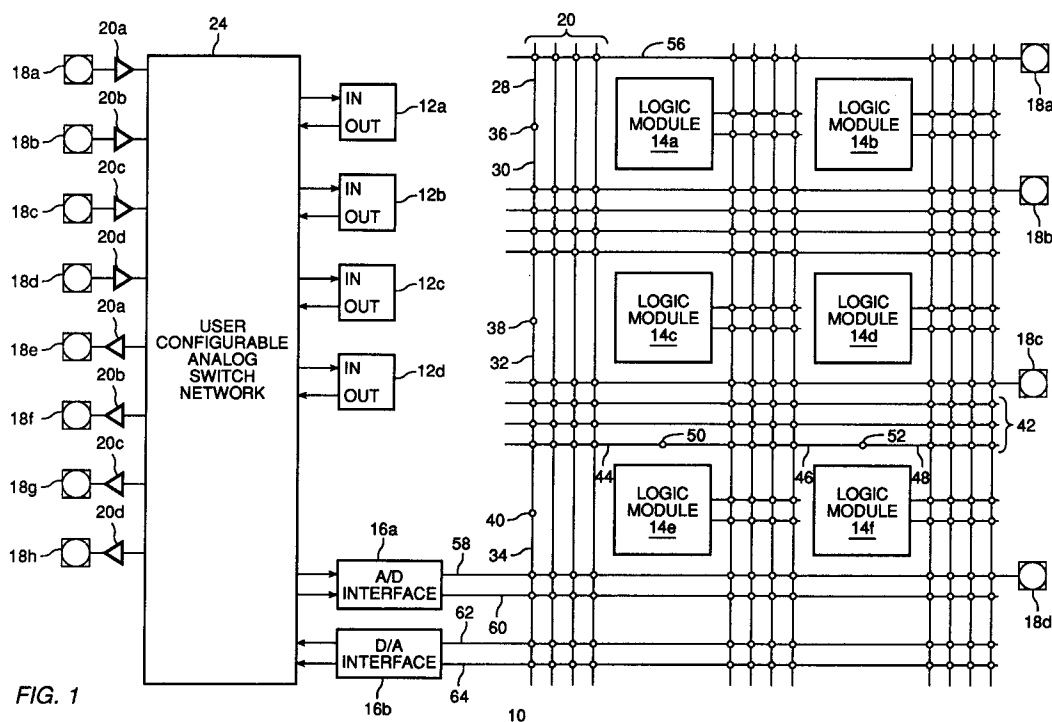 20a
24
20
56
18a
18a
20b
28
IN
OUT
12a
LOGIC
MODULE
14a
LOGIC
MODULE
14b
18b
36
20c
30
18c
IN
OUT
12b
18b
20d
18d
IN
OUT
12c
20a
LOGIC
MODULE
14c
LOGIC
MODULE
14d
18e
38
USER
CONFIGURABLE
ANALOG
SWITCH
NETWORK
18c
20b
32
IN
OUT
12d
18f
42
20c
50
52
44
46
48
18g
LOGIC
MODULE
14e
LOGIC
MODULE
14f
20d
40
16a
18h
58
34
A/D
INTERFACE
60
62
18d
D/A
INTERFACE
64
16b
FIG. 1
10